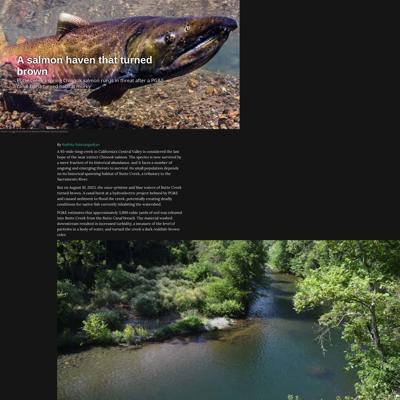 A salmon haven that turned
brown
Butte Creek's spring Chinook salmon run is in threat after a PG&E
canal burst turned habitat murky
By Radhika Rukmangadhan
A 93-mile-long creek in California's Central Valley is considered the last
hope of the near extinct Chinook salmon. The species is now survived by
a mere fraction of its historical abundance, and it faces a number of
ongoing and emerging threats to survival. Its small population depends
on its historical spawning habitat of Butte Creek, a tributary to the
Sacramento River.
But on August 10, 2023, the once-pristine and blue waters of Butte Creek
turned brown. A canal burst at a hydroelectric project helmed by PG&E
and caused sediment to flood the creek, potentially creating deadly
conditions for native fish currently inhabiting the watershed.
PG&E estimates that approximately 3,000 cubic yards of soil was released
into Butte Creek from the Butte Canal breach. The material washed
downstream resulted in increased turbidity, a measure of the level of
particles in a body of water, and turned the creek a dark reddish-brown
color.